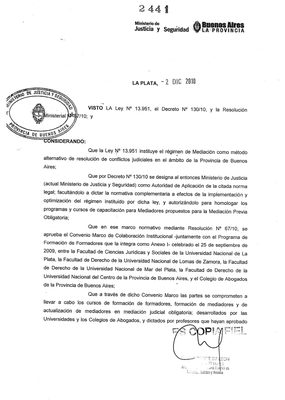 2441
Ministerio de
Justicia y Seguridad
Buenos Aires
LA PROVINCIA
LA PLATA, - 2 DIC 2010
VISTO la Ley Nº 13.951, el Decreto Nº 130/10, y la Resolución
Ministerial Nº 67/10; y
MINISTERIO DE JUSTICIA Y SEGURIDAD
PROVINCIA DE BUENOS AIRES
CONSIDERANDO:
Que la Ley Nº 13.951 instituye el régimen de Mediación como método
alternativo de resolución de conflictos judiciales en el ámbito de la Provincia de Buenos
Aires;
Que por Decreto Nº 130/10 se designa al entonces Ministerio de Justicia
(actual Ministerio de Justicia y Seguridad) como Autoridad de Aplicación de la citada norma
legal; facultándolo a dictar la normativa complementaria a efectos de la implementación y
optimización del régimen instituido por dicha ley, y autorizándolo para homologar los
programas y cursos de capacitación para Mediadores propuestos para la Mediación Previa
Obligatoria;
Que en ese marco normativo mediante Resolución Nº 67/10, se
aprueba el Convenio Marco de Colaboración Institucional -juntamente con el Programa de
Formación de Formadores que la integra como Anexo I- celebrado el 25 de septiembre de
2009, entre la Facultad de Ciencias Jurídicas y Sociales de la Universidad Nacional de La
Plata, la Facultad de Derecho de la Universidad Nacional de Lomas de Zamora, la Facultad
de Derecho de la Universidad Nacional de Mar del Plata, la Facultad de Derecho de la
Universidad Nacional del Centro de la Provincia de Buenos Aires, y el Colegio de Abogados
de la Provincia de Buenos Aires;
Que a través de dicho Convenio Marco las partes se comprometen a
llevar a cabo los cursos de formación de formadores, formación de mediadores y de
actualización de mediadores en mediación judicial obligatoria; desarrollados por las
Universidades y los Colegios de Abogados, y dictados por profesores que hayan aprobado
ES COPIA FIEL